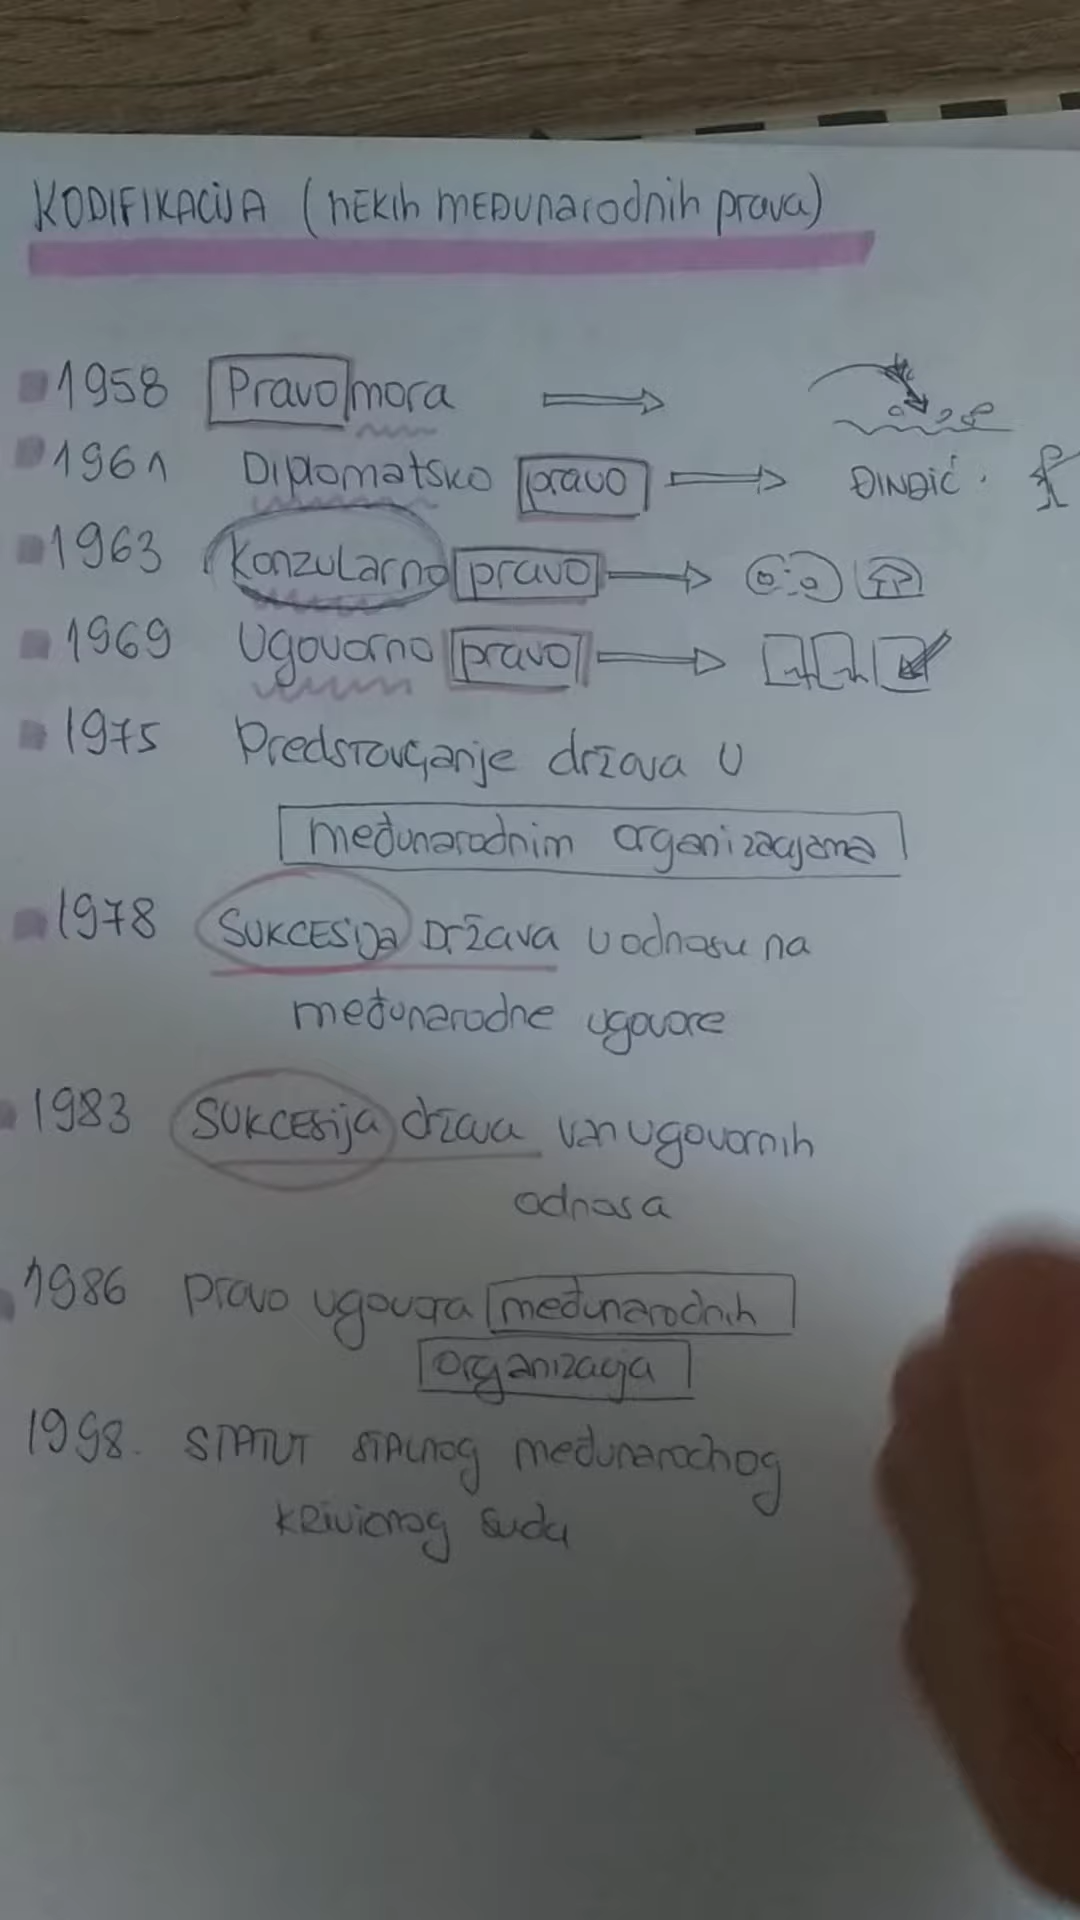 KODIFIKACIJA (nekih međunarodnih prava)
1958 Pravo mora
1961 Diplomatsko pravo ĐINĐIĆ.
1963 Konzularno pravo
1969 Ugovorno pravo
1975 Predstavljanje država u
međunarodnim organizacijama
1978 SUKCESIJA DržAVA u odnosu na
međunarodne ugovore
1983 SUKCESija država van ugovornih
odnosa
1986 pravo ugovora međunarodnih
organizacija
1998. STATUT STALNOG međunarodnog
KRIVIČNOG suda